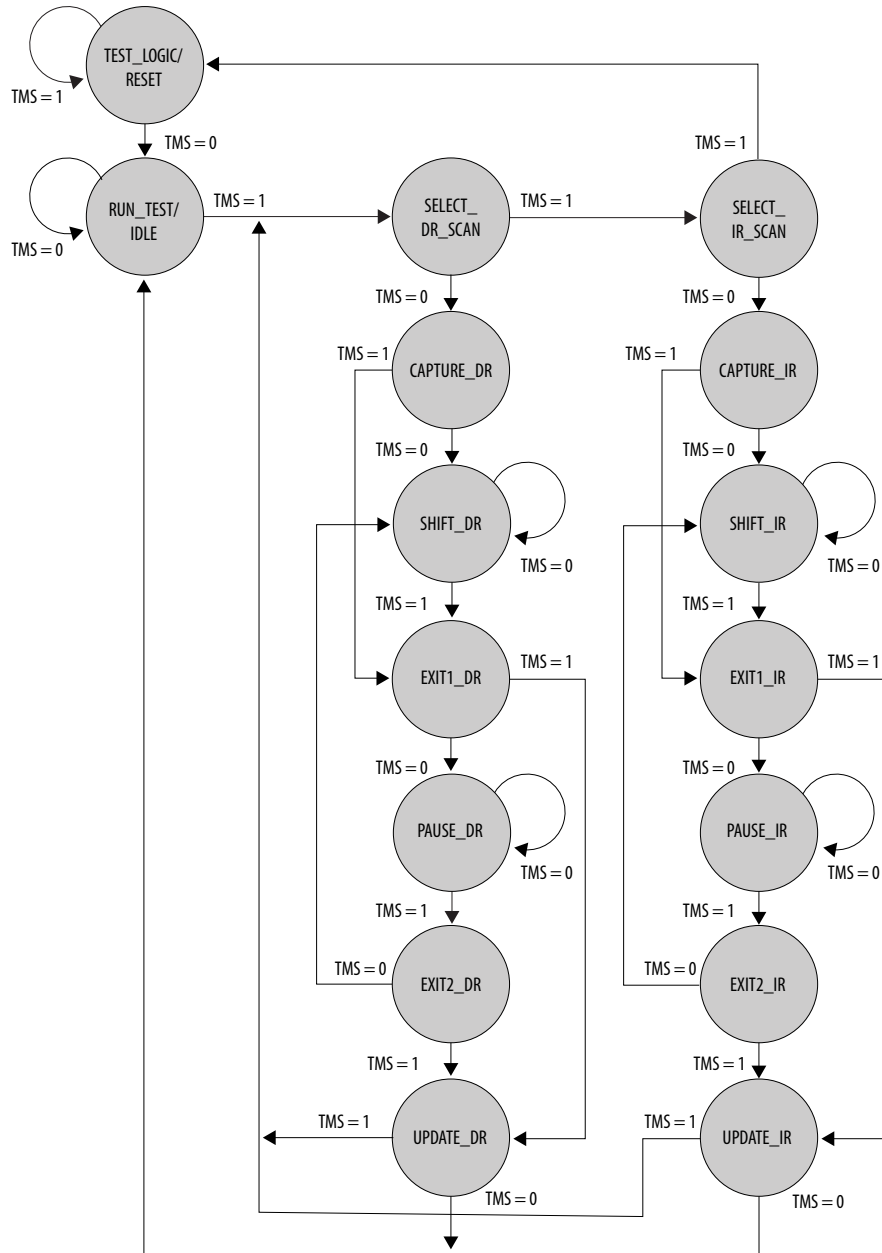 TEST_LOGIC/
RESET
TMS = 1
TMS = 0
TMS = 1
RUN_TEST/
IDLE
TMS = 0
TMS = 1
SELECT_
DR_SCAN
TMS = 1
SELECT_
IR_SCAN
TMS = 0
TMS = 0
TMS = 1
CAPTURE_DR
TMS = 1
CAPTURE_IR
TMS = 0
TMS = 0
SHIFT_DR
SHIFT_IR
TMS = 0
TMS = 0
TMS = 1
TMS = 1
EXIT1_DR
TMS = 1
EXIT1_IR
TMS = 1
TMS = 0
TMS = 0
PAUSE_DR
PAUSE_IR
TMS = 0
TMS = 0
TMS = 1
TMS = 1
TMS = 0
EXIT2_DR
TMS = 0
EXIT2_IR
TMS = 1
TMS = 1
TMS = 1
UPDATE_DR
TMS = 1
UPDATE_IR
TMS = 0
TMS = 0